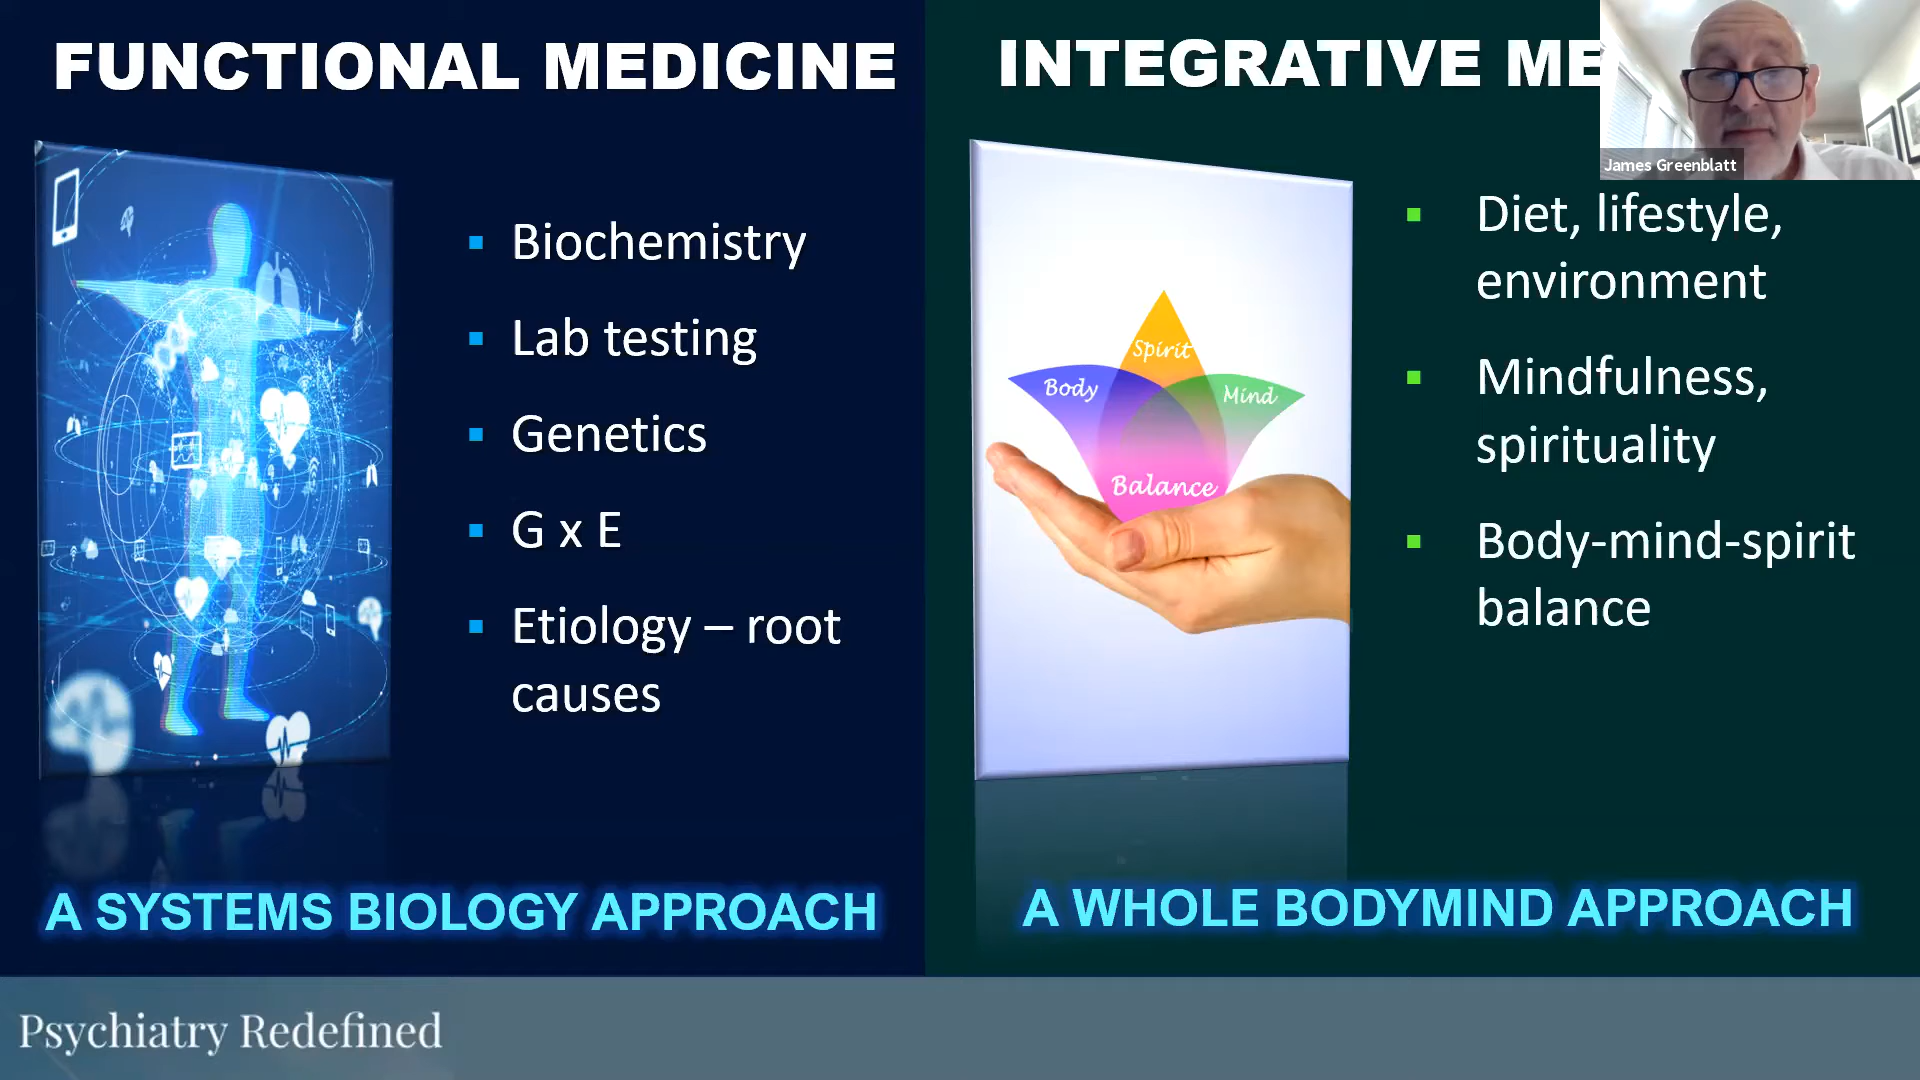 FUNCTIONAL MEDICINE
Biochemistry
Lab testing
Genetics
G x E
Etiology – root
causes
A SYSTEMS BIOLOGY APPROACH
INTEGRATIVE ME
James Greenblatt
Spirit
Body
Mind
Balance
Diet, lifestyle,
environment
Mindfulness,
spirituality
Body-mind-spirit
balance
A WHOLE BODYMIND APPROACH
Psychiatry Redefined